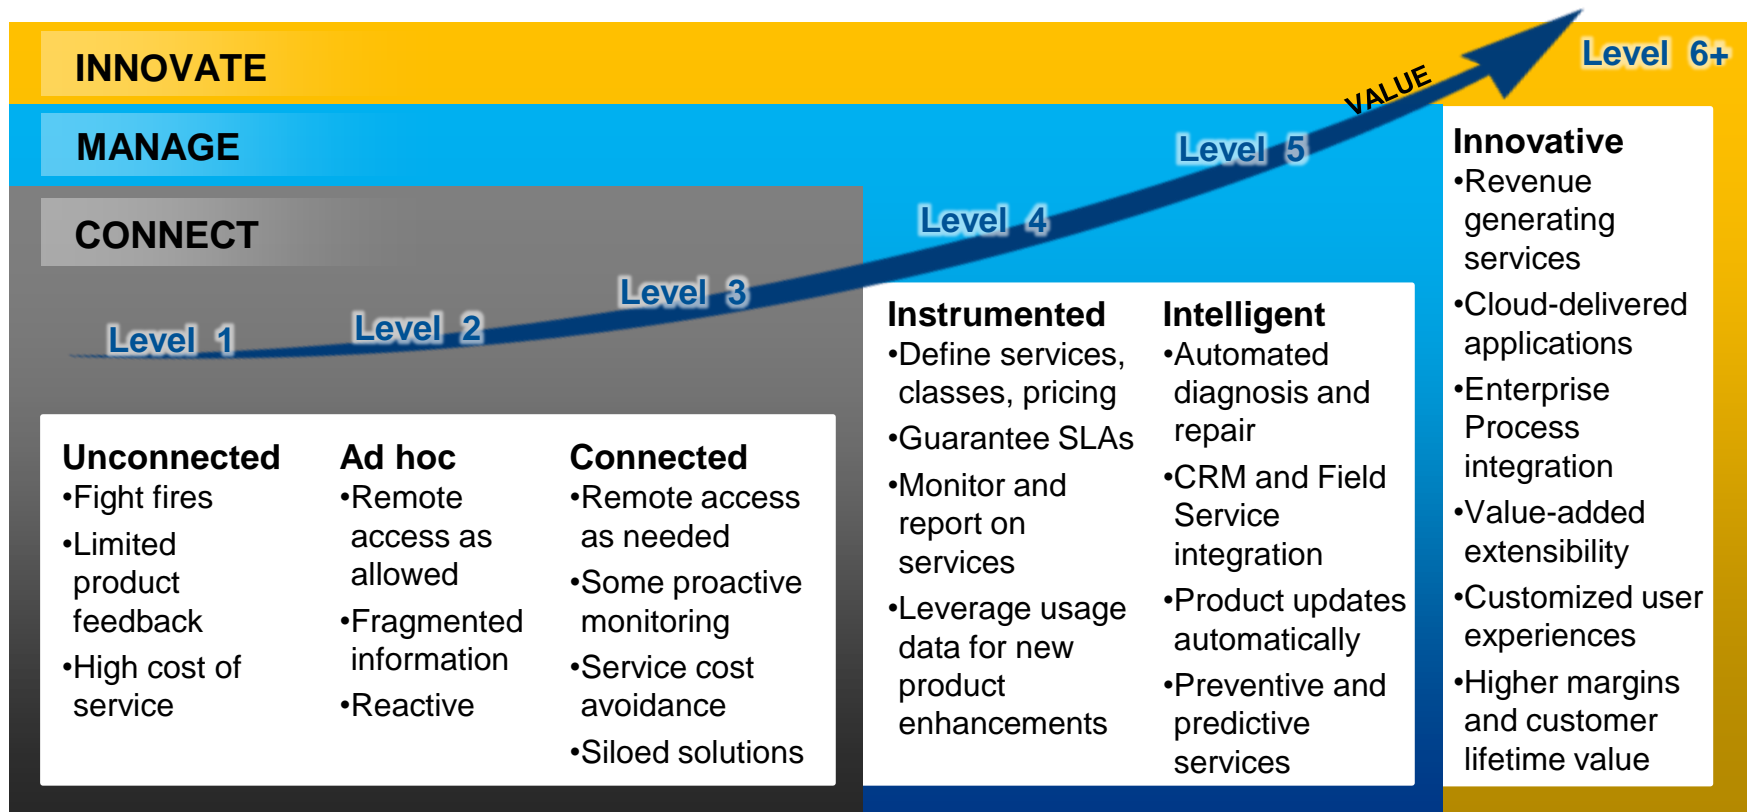 INNOVATE
MANAGE
CONNECT
Level 1
Level 2
Level 3
Level 4
Level 5
VALUE
Level 6+
Unconnected
•Fight fires
•Limited
product
feedback
•High cost of
service
Ad hoc
•Remote
access as
allowed
•Fragmented
information
•Reactive
Connected
•Remote access
as needed
•Some proactive
monitoring
•Service cost
avoidance
•Siloed solutions
Instrumented
•Define services,
classes, pricing
•Guarantee SLAs
•Monitor and
report on
services
•Leverage usage
data for new
product
enhancements
Intelligent
•Automated
diagnosis and
repair
•CRM and Field
Service
integration
•Product updates
automatically
•Preventive and
predictive
services
Innovative
•Revenue
generating
services
•Cloud-delivered
applications
•Enterprise
Process
integration
•Value-added
extensibility
•Customized user
experiences
•Higher margins
and customer
lifetime value